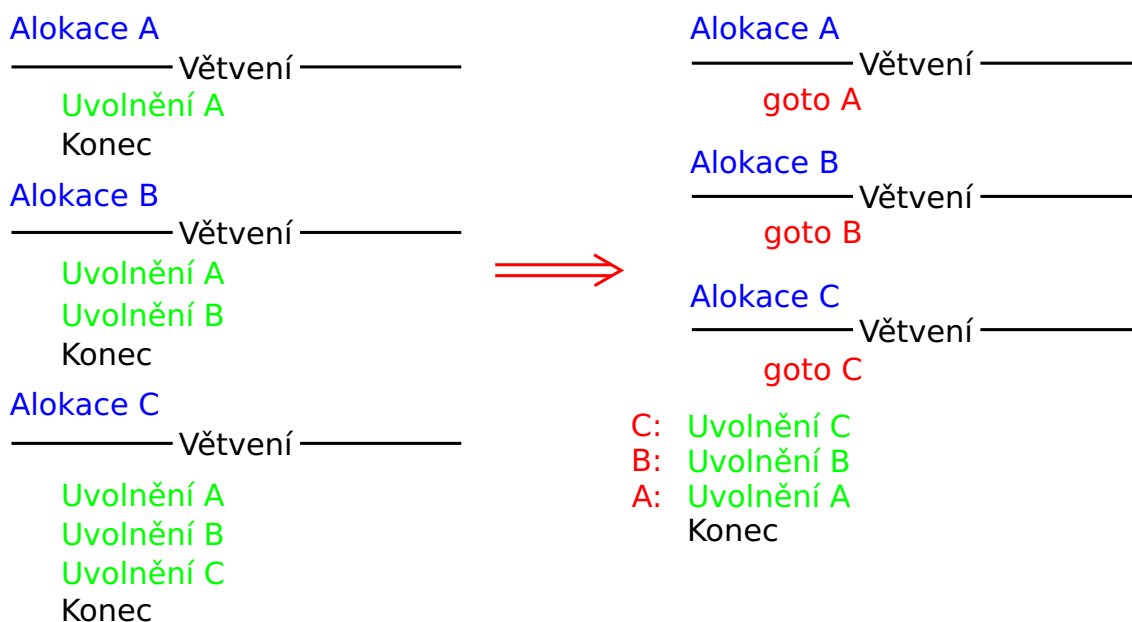 Alokace A
Větvení
Uvolnění A
Konec
Alokace B
Větvení
Uvolnění A
Uvolnění B
Konec
Alokace C
Větvení
Uvolnění A
Uvolnění B
Uvolnění C
Konec
Alokace A
Větvení
goto A
Alokace B
Větvení
goto B
Alokace C
Větvení
goto C
C: Uvolnění C
B: Uvolnění B
A: Uvolnění A
Konec